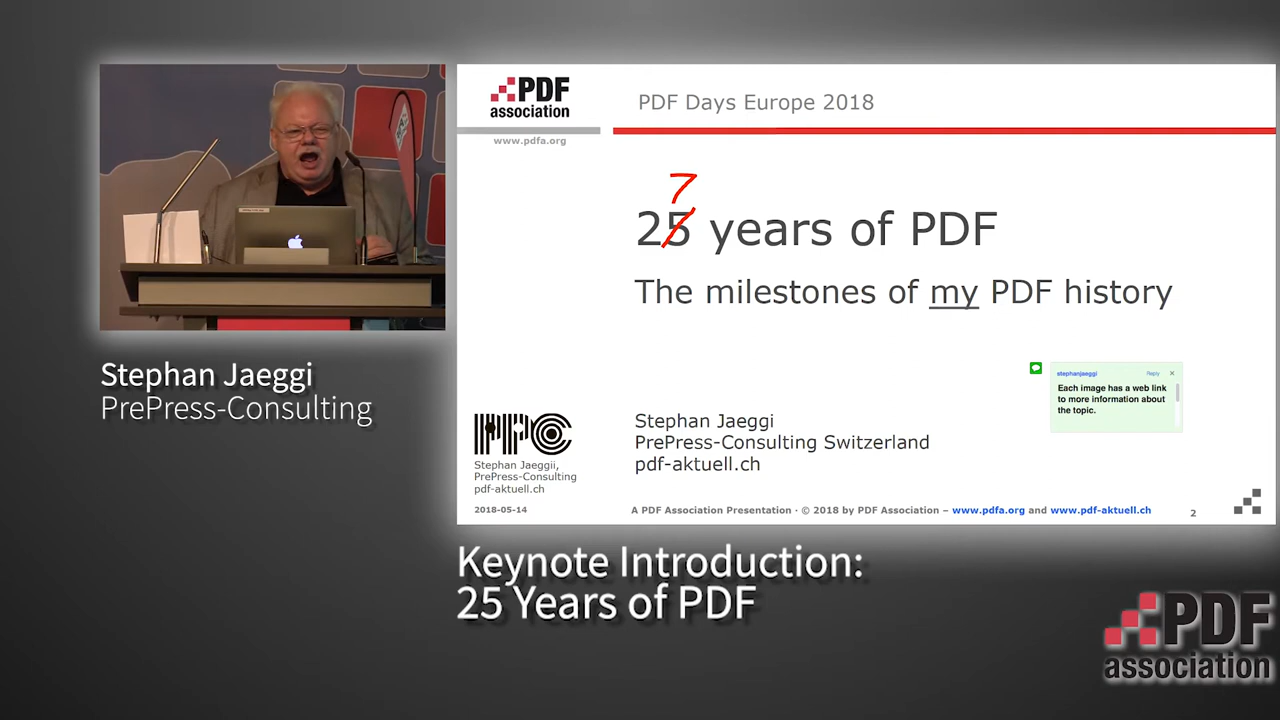 PDF
association
www.pdfa.org
PDF Days Europe 2018
7
25 years of PDF
The milestones of my PDF history
stephanjaeggi Reply ×
Each image has a web link
to more information about
the topic.
Stephan Jaeggi
PrePress-Consulting
Stephan Jaeggi
PrePress-Consulting Switzerland
pdf-aktuell.ch
PPC
Stephan Jaeggii,
PrePress-Consulting
pdf-aktuell.ch
2018-05-14
A PDF Association Presentation · © 2018 by PDF Association – www.pdfa.org and www.pdf-aktuell.ch
2
Keynote Introduction:
25 Years of PDF
PDF
association